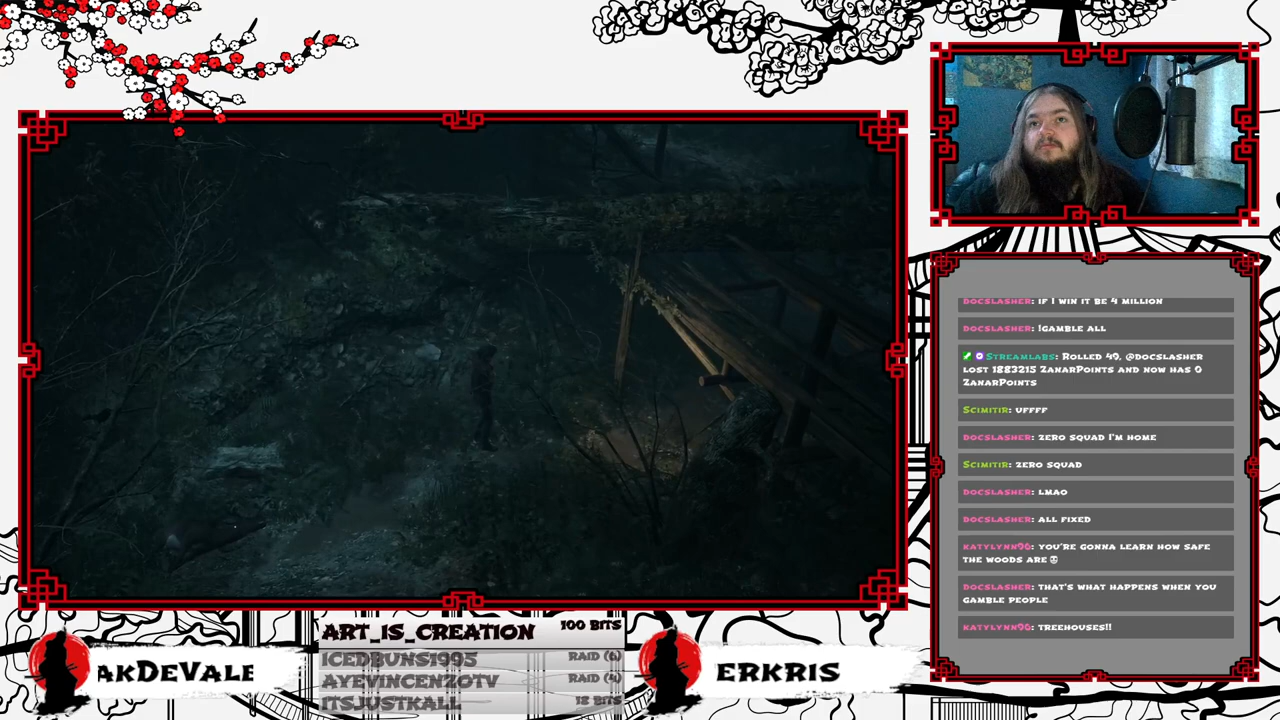 DOCSLASHER: IF I WIN IT BE 4 MILLION
DOCSLASHER: !GAMBLE ALL
STREAMLABS: ROLLED 49, @DOCSLASHER
LOST 1883215 ZANARPOINTS AND NOW HAS 0
ZANARPOINTS
SCIMITIR: UFFFF
DOCSLASHER: ZERO SQUAD I'M HOME
SCIMITIR: ZERO SQUAD
DOCSLASHER: LMAO
DOCSLASHER: ALL FIXED
KATYLYNN90: YOU'RE GONNA LEARN HOW SAFE
THE WOODS ARE
DOCSLASHER: THAT'S WHAT HAPPENS WHEN YOU
GAMBLE PEOPLE
KATYLYNN90: TREEHOUSES!!
AKDEVALE
ART_IS_CREATION 100 BITS
ICEDBUNS1995 RAID (6)
AYEVINCENZOTV RAID (4)
ITSJUSTKALL 18 BITS
ERKRIS